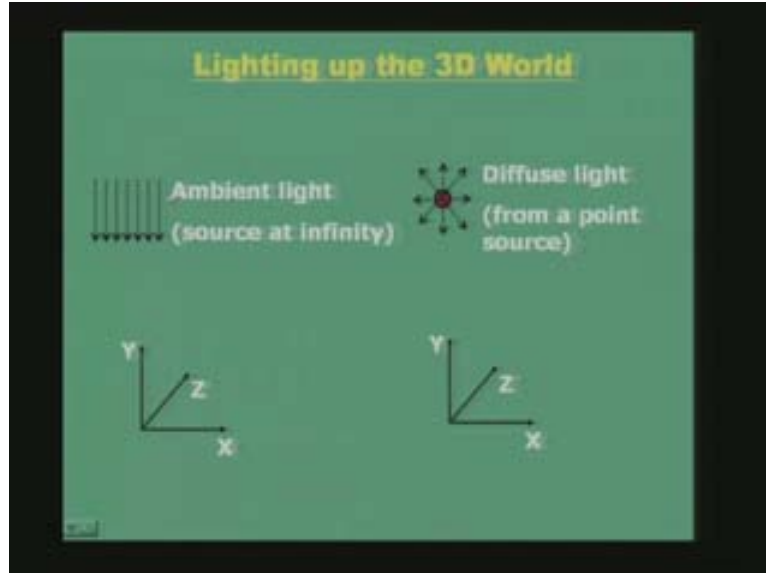 Lighting up the 3D World
Ambient light
(source at infinity)
Diffuse light
(from a point
source)
Y
Z
X
Y
Z
X